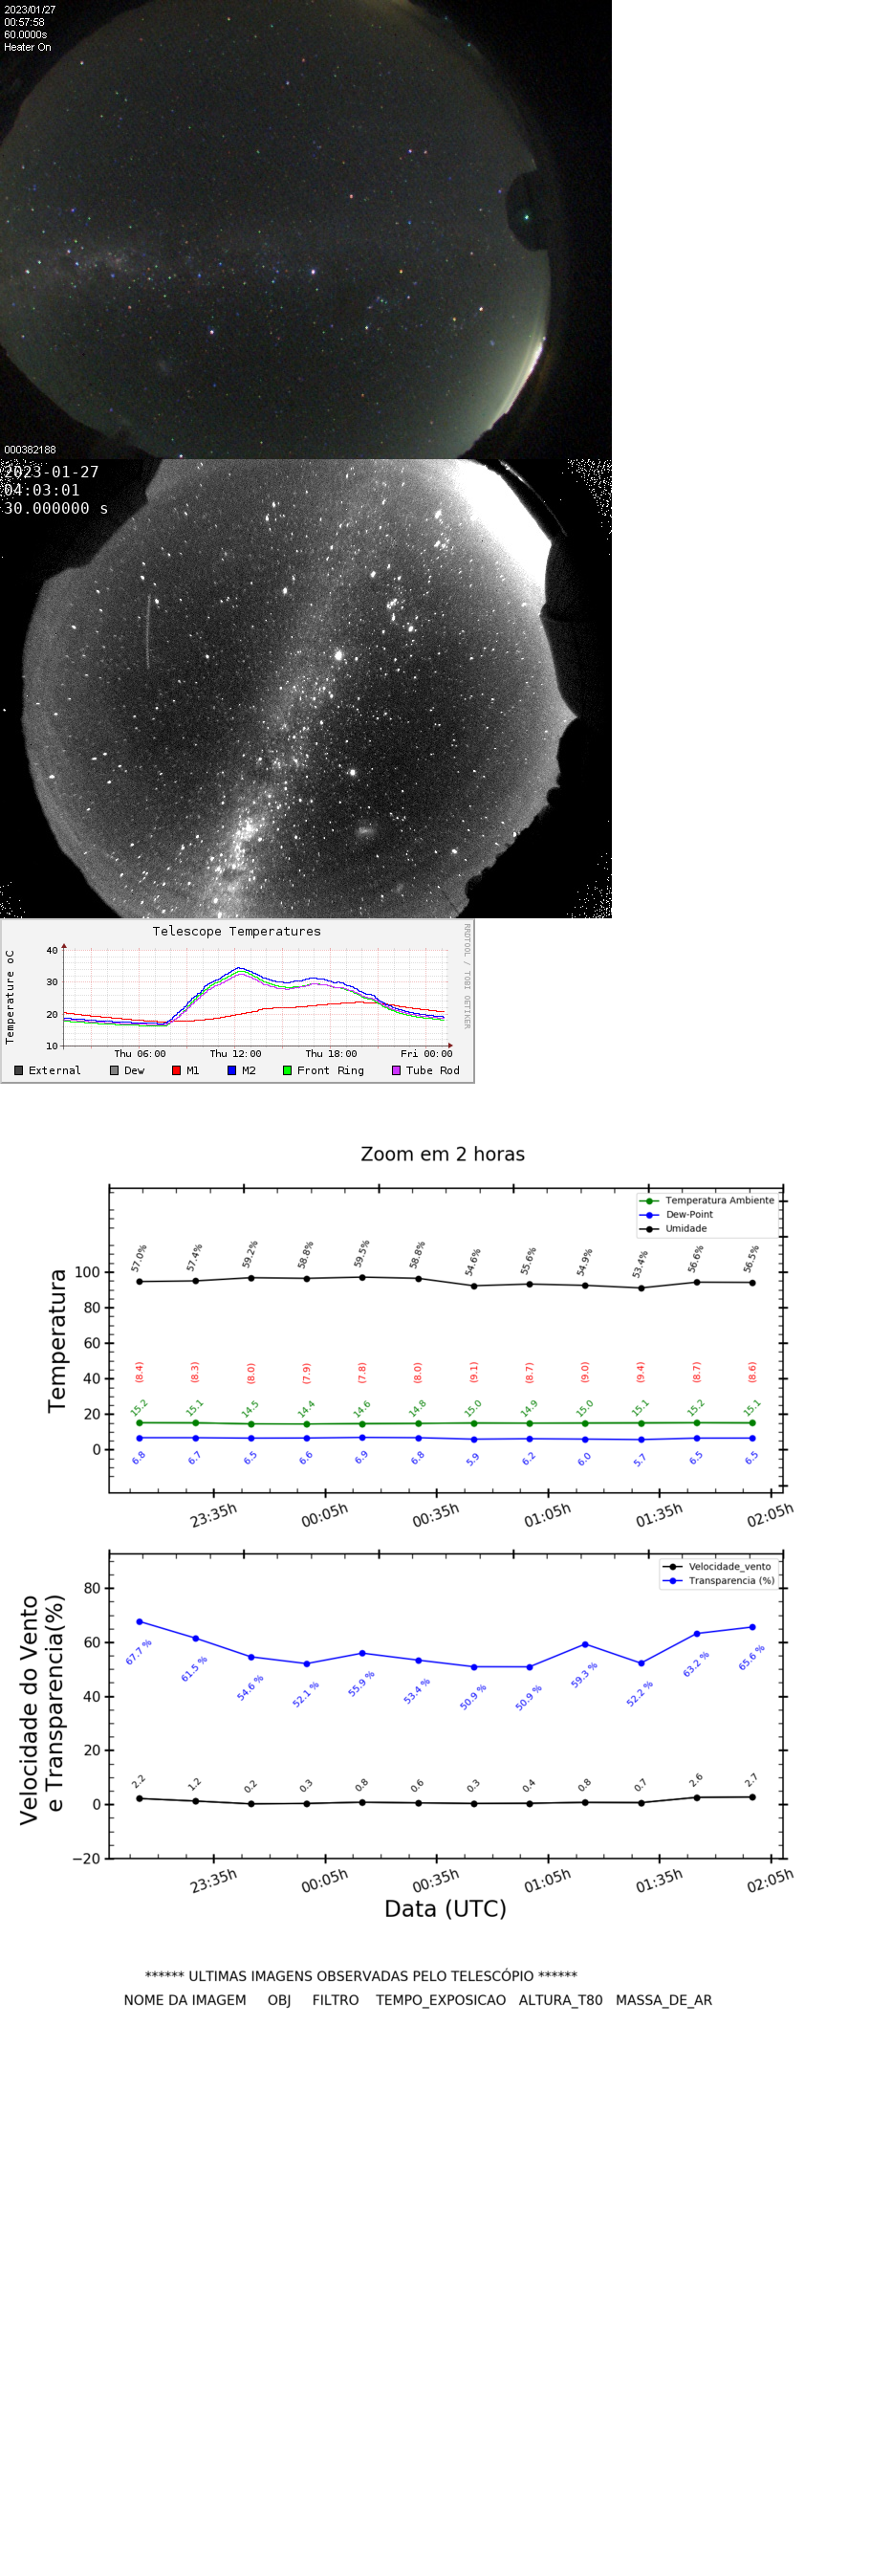 2023/01/27
00:57:58
60.0000s
Heater On
000382188
2023-01-27
04:03:01
30.000000 s
Telescope Temperatures
RRDTOOL / TOBI OETIKER
Temperature oC
40
30
20
10
Thu 06:00 Thu 12:00 Thu 18:00 Fri 00:00
External Dew M1 M2 Front Ring Tube Rod
Zoom em 2 horas
Temperatura Ambiente
Dew-Point
Umidade
Temperatura
100
80
60
40
20
0
57.0% 57.4% 59.2% 58.8% 59.5% 58.8% 54.6% 55.6% 54.9% 53.4% 56.6% 56.5%
(8.4) (8.3) (8.0) (7.9) (7.8) (8.0) (9.1) (8.7) (9.0) (9.4) (8.7) (8.6)
15.2 15.1 14.5 14.4 14.6 14.8 15.0 14.9 15.0 15.1 15.2 15.1
6.8 6.7 6.5 6.6 6.9 6.8 5.9 6.2 6.0 5.7 6.5 6.5
23:35h 00:05h 00:35h 01:05h 01:35h 02:05h
Velocidade_vento
Transparencia (%)
Velocidade do Vento
e Transparencia(%)
80
60
40
20
0
−20
67.7 % 61.5 % 54.6 % 52.1 % 55.9 % 53.4 % 50.9 % 50.9 % 59.3 % 52.2 % 63.2 % 65.6 %
2.2 1.2 0.2 0.3 0.8 0.6 0.3 0.4 0.8 0.7 2.6 2.7
23:35h 00:05h 00:35h 01:05h 01:35h 02:05h
Data (UTC)
****** ULTIMAS IMAGENS OBSERVADAS PELO TELESCÓPIO ******
NOME DA IMAGEM OBJ FILTRO TEMPO_EXPOSICAO ALTURA_T80 MASSA_DE_AR